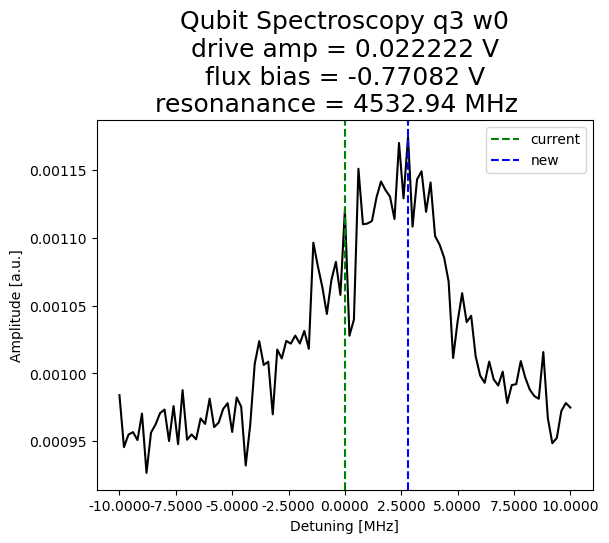 Qubit Spectroscopy q3 w0
drive amp = 0.022222 V
flux bias = -0.77082 V
resonanance = 4532.94 MHz
current
new
0.00115
0.00110
0.00105
0.00100
0.00095
Amplitude [a.u.]
-10.0000 -7.5000 -5.0000 -2.5000 0.0000 2.5000 5.0000 7.5000 10.0000
Detuning [MHz]